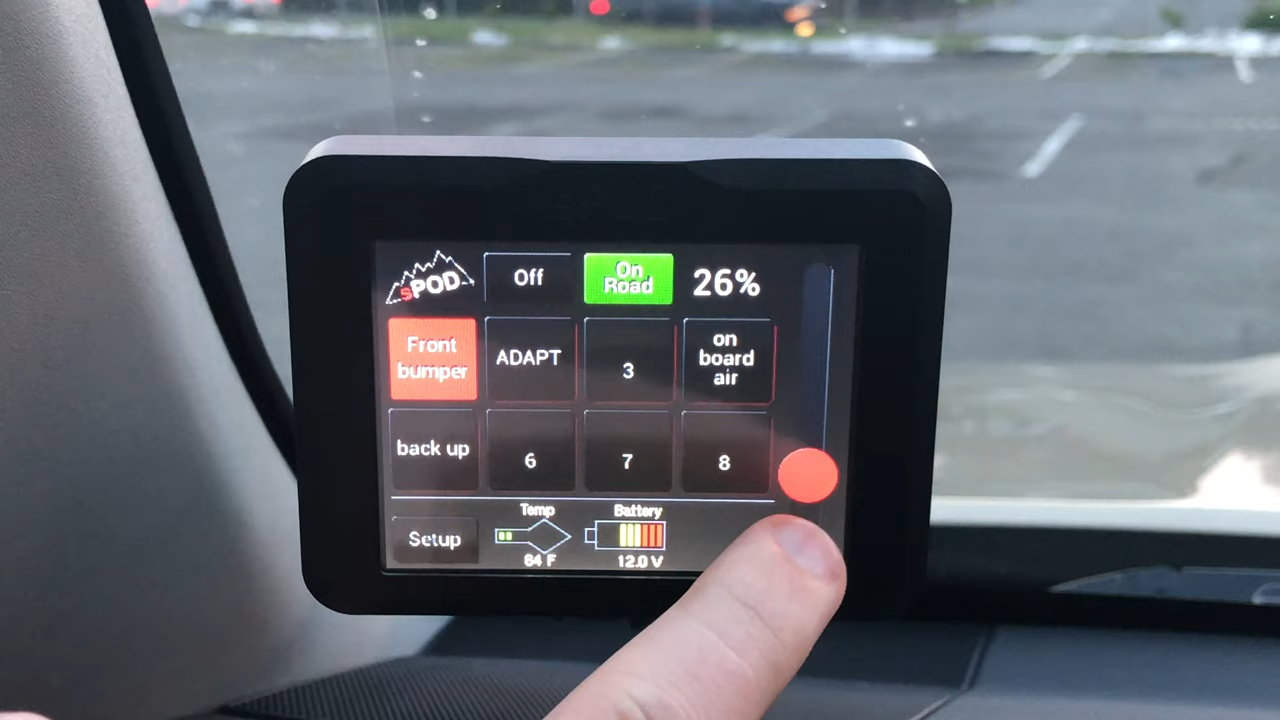 sPOD
Off
On
Road
26%
Front
bumper
ADAPT
3
on
board
air
back up
6
7
8
Setup
Temp
64 F
Battery
12.0 V